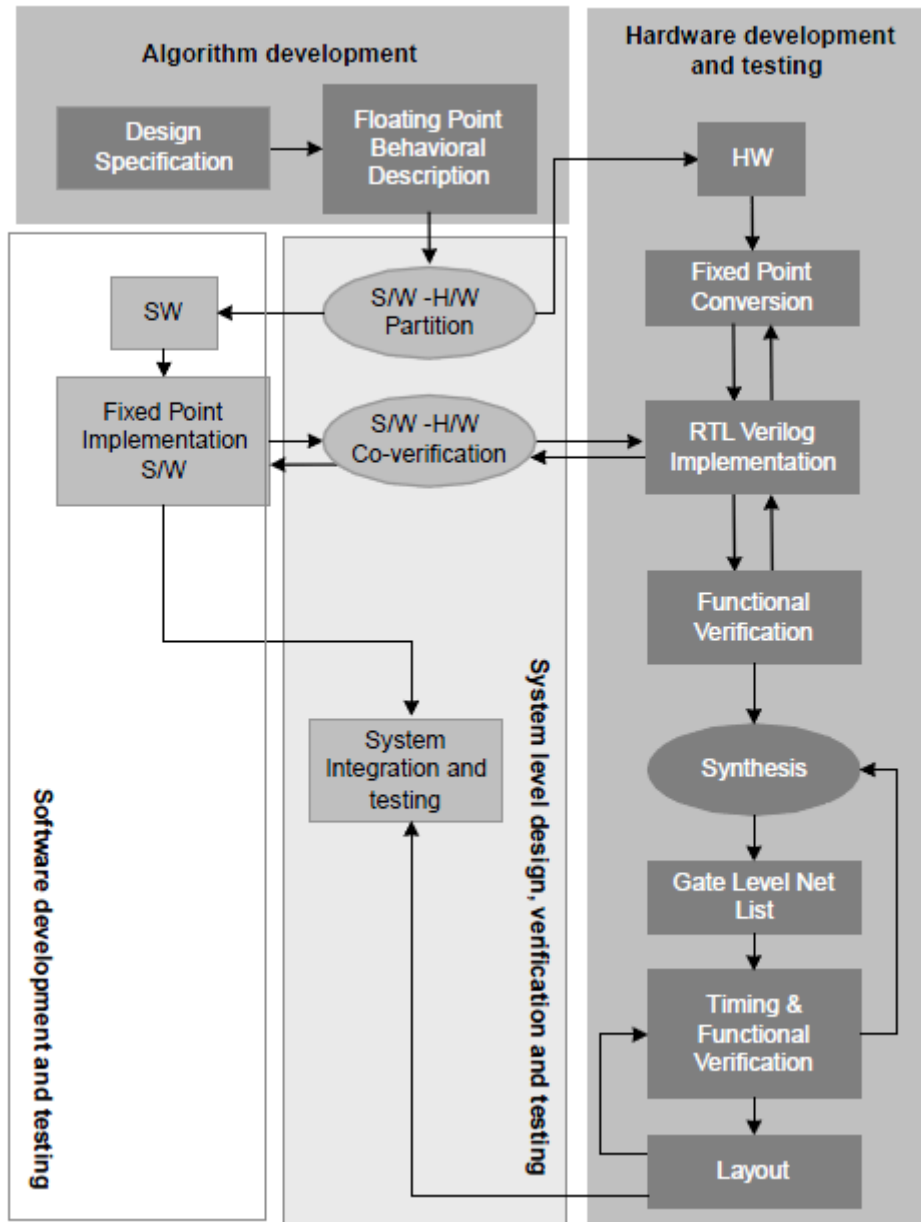 Algorithm development
Design
Specification
Floating Point
Behavioral
Description
Hardware development
and testing
HW
Fixed Point
Conversion
S/W -H/W
Partition
SW
Fixed Point
Implementation
S/W
S/W -H/W
Co-verification
RTL Verilog
Implementation
Functional
Verification
System
Integration and
testing
Synthesis
Gate Level Net
List
Timing &
Functional
Verification
Layout
Software development and testing
System level design, verification and testing